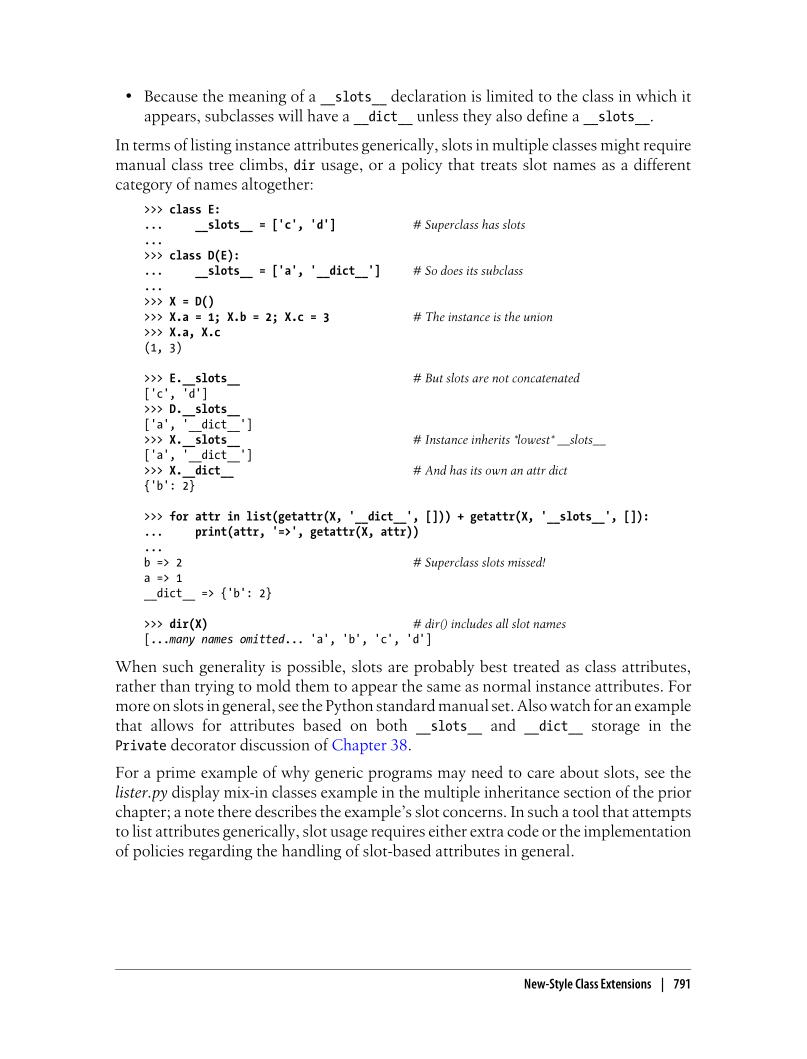 • Because the meaning of a __slots__ declaration is limited to the class in which it
appears, subclasses will have a __dict__ unless they also define a __slots__.
In terms of listing instance attributes generically, slots in multiple classes might require
manual class tree climbs, dir usage, or a policy that treats slot names as a different
category of names altogether:
>>> class E:
...     __slots__ = ['c', 'd']          # Superclass has slots
...
>>> class D(E):
...     __slots__ = ['a', '__dict__']   # So does its subclass
...
>>> X = D()
>>> X.a = 1; X.b = 2; X.c = 3           # The instance is the union
>>> X.a, X.c
(1, 3)
>>> E.__slots__                         # But slots are not concatenated
['c', 'd']
>>> D.__slots__
['a', '__dict__']
>>> X.__slots__                         # Instance inherits *lowest* __slots__
['a', '__dict__']
>>> X.__dict__                          # And has its own an attr dict
{'b': 2}
>>> for attr in list(getattr(X, '__dict__', [])) + getattr(X, '__slots__', []):
...     print(attr, '=>', getattr(X, attr))
...
b => 2                                  # Superclass slots missed!
a => 1
__dict__ => {'b': 2}
>>> dir(X)                              # dir() includes all slot names
[...many names omitted... 'a', 'b', 'c', 'd']
When such generality is possible, slots are probably best treated as class attributes,
rather than trying to mold them to appear the same as normal instance attributes. For
more on slots in general, see the Python standard manual set. Also watch for an example
that allows for attributes based on both __slots__ and __dict__ storage in the
Private decorator discussion of Chapter 38.
For a prime example of why generic programs may need to care about slots, see the
lister.py display mix-in classes example in the multiple inheritance section of the prior
chapter; a note there describes the example's slot concerns. In such a tool that attempts
to list attributes generically, slot usage requires either extra code or the implementation
of policies regarding the handling of slot-based attributes in general.
New-Style Class Extensions | 791